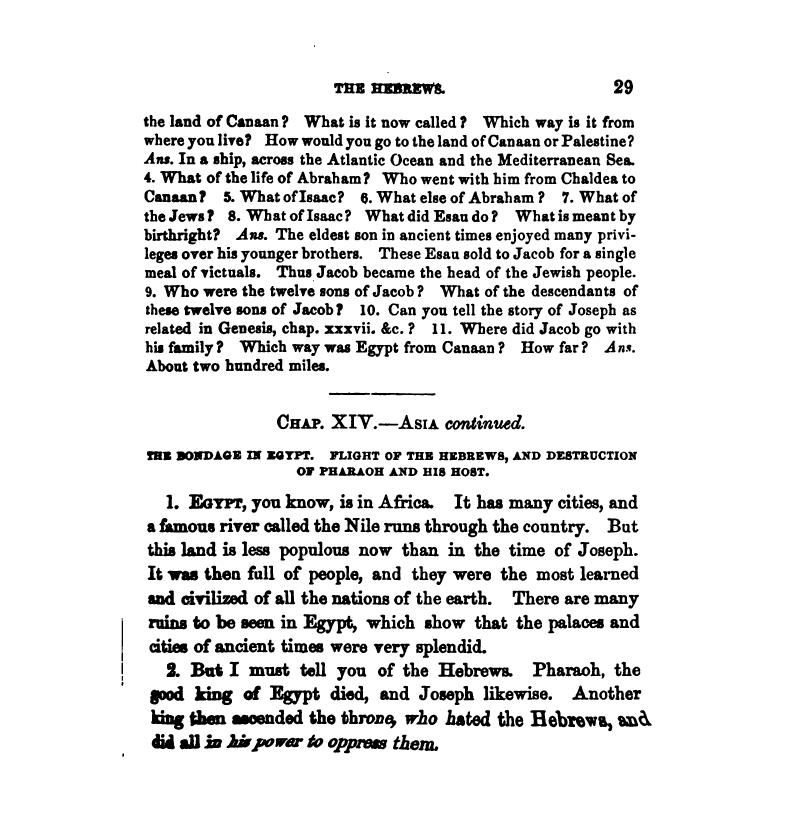 THE HEBREWS. 29
the land of Canaan? What is it now called? Which way is it from
where you live? How would you go to the land of Canaan or Palestine?
Ans. In a ship, across the Atlantic Ocean and the Mediterranean Sea.
4. What of the life of Abraham? Who went with him from Chaldea to
Canaan? 5. What of Isaac? 6. What else of Abraham? 7. What of
the Jews? 8. What of Isaac? What did Esau do? What is meant by
birthright? Ans. The eldest son in ancient times enjoyed many privi-
leges over his younger brothers. These Esau sold to Jacob for a single
meal of victuals. Thus Jacob became the head of the Jewish people.
9. Who were the twelve sons of Jacob? What of the descendants of
these twelve sons of Jacob? 10. Can you tell the story of Joseph as
related in Genesis, chap. xxxvii. &c.? 11. Where did Jacob go with
his family? Which way was Egypt from Canaan? How far? Ans.
About two hundred miles.
CHAP. XIV.—ASIA continued.
THE BONDAGE IN EGYPT. FLIGHT OF THE HEBREWS, AND DESTRUCTION
OF PHARAOH AND HIS HOST.
1. EGYPT, you know, is in Africa. It has many cities, and
a famous river called the Nile runs through the country. But
this land is less populous now than in the time of Joseph.
It was then full of people, and they were the most learned
and civilized of all the nations of the earth. There are many
ruins to be seen in Egypt, which show that the palaces and
cities of ancient times were very splendid.
2. But I must tell you of the Hebrews. Pharaoh, the
good king of Egypt died, and Joseph likewise. Another
king then ascended the throne, who hated the Hebrews, and
did all in his power to oppress them.